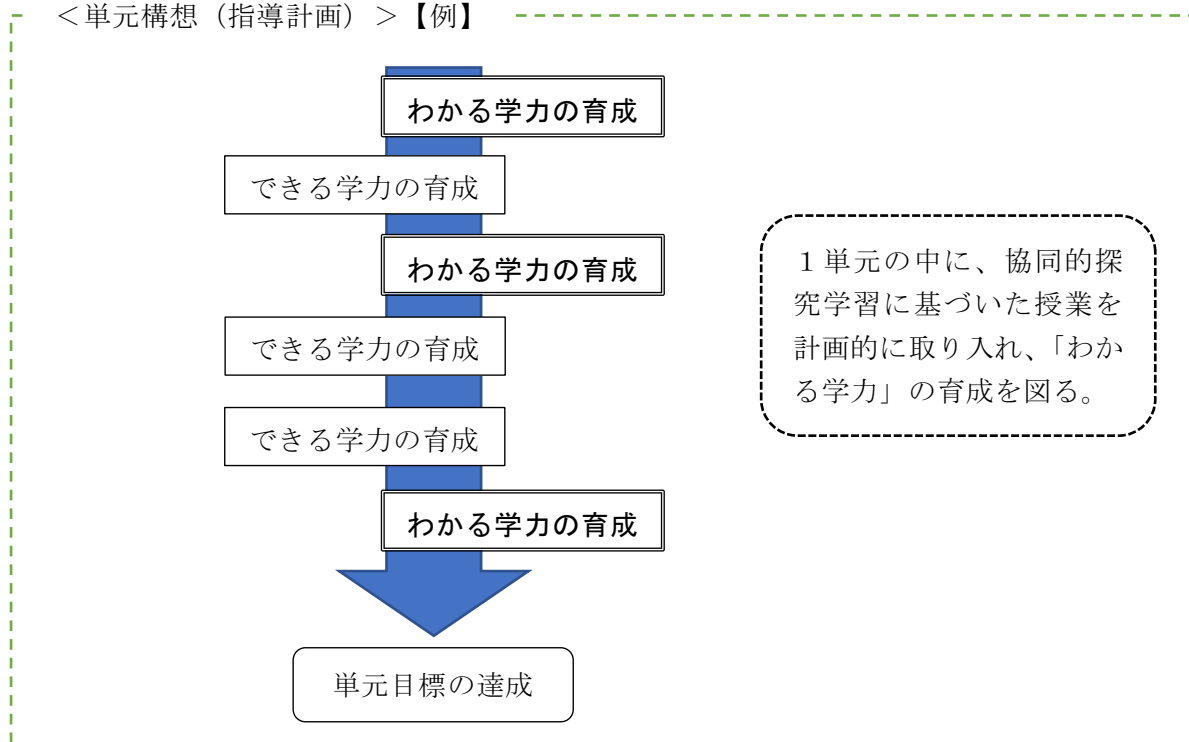 ＜単元構想（指導計画）＞【例】
わかる学力の育成
できる学力の育成
わかる学力の育成
できる学力の育成
できる学力の育成
わかる学力の育成
単元目標の達成
１単元の中に、協同的探
究学習に基づいた授業を
計画的に取り入れ、「わか
る学力」の育成を図る。